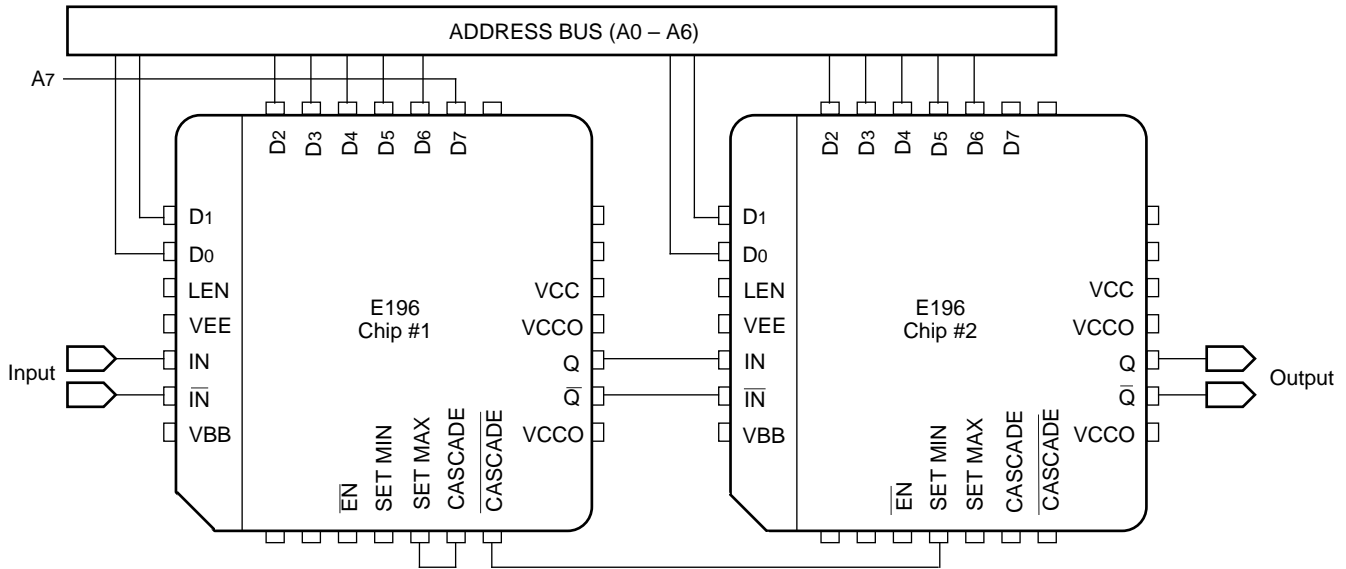 ADDRESS BUS (A0 – A6)
A7
D2
D3
D4
D5
D6
D7
D2
D3
D4
D5
D6
D7
D1
D0
LEN
VEE
IN
IN
VBB
E196
Chip #1
VCC
VCCO
Q
Q
VCCO
EN
SET MIN
SET MAX
CASCADE
CASCADE
Input
D1
D0
LEN
VEE
IN
IN
VBB
E196
Chip #2
VCC
VCCO
Q
Q
VCCO
EN
SET MIN
SET MAX
CASCADE
CASCADE
Output